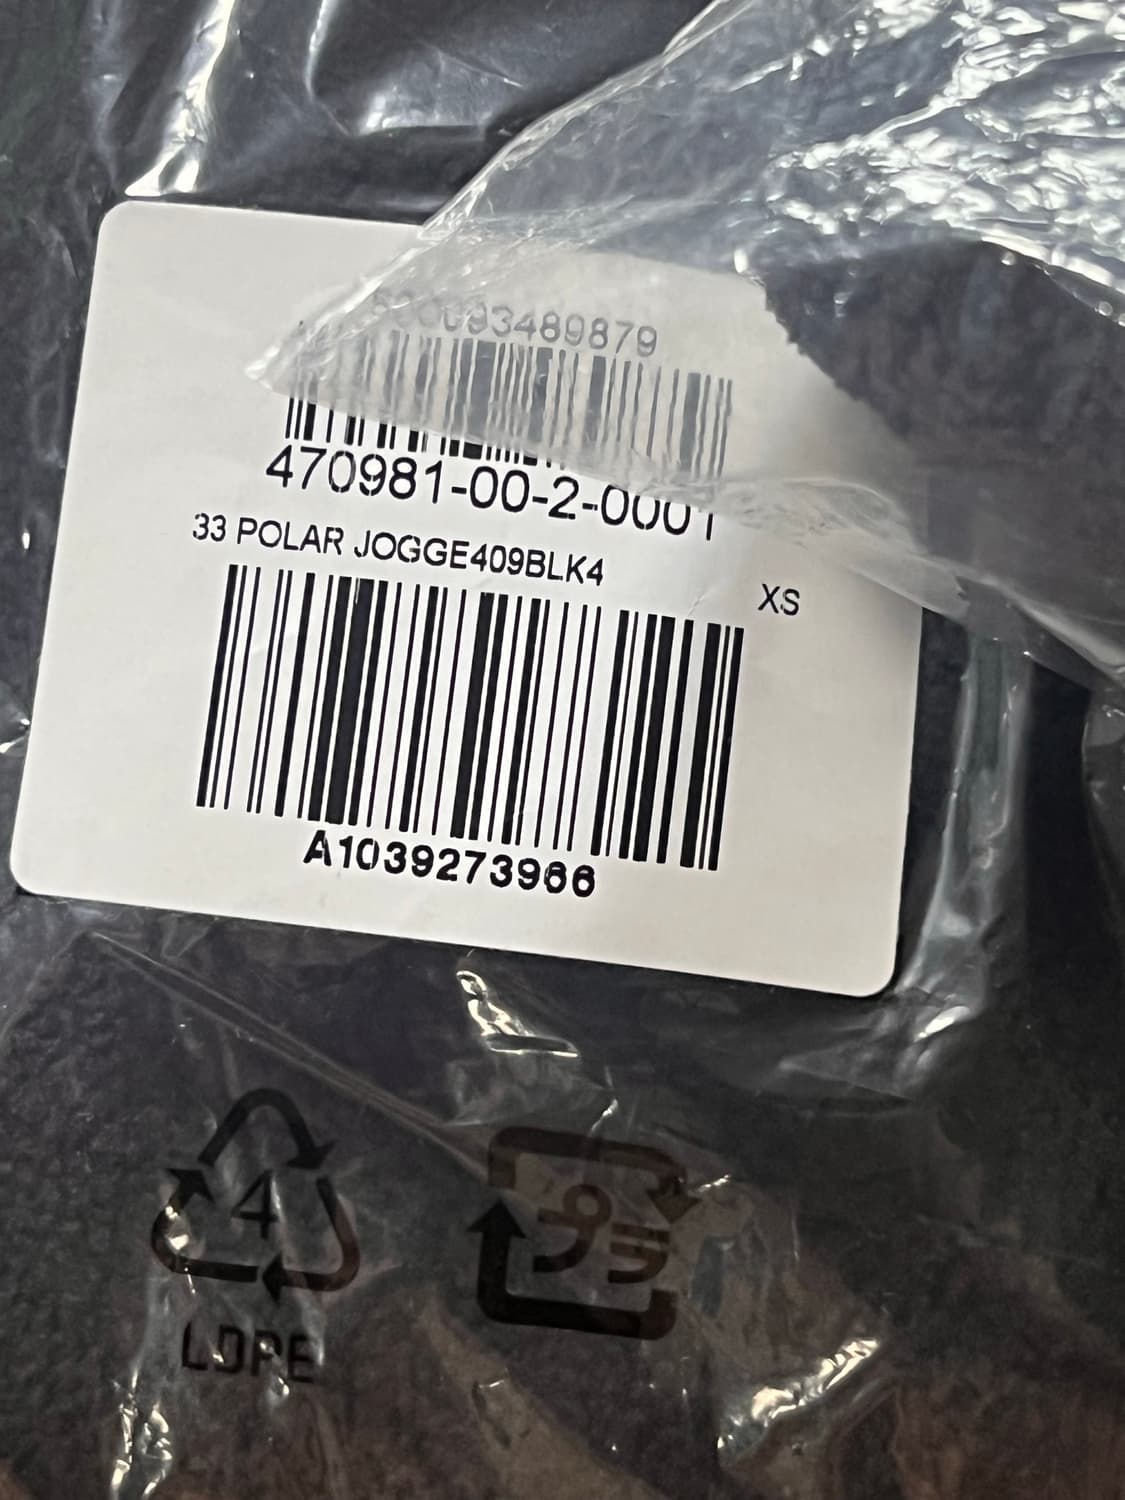 470981-00-2-0001
33 POLAR JOGGE409BLK4
XS
A1039273966
4
プラ
LDPE